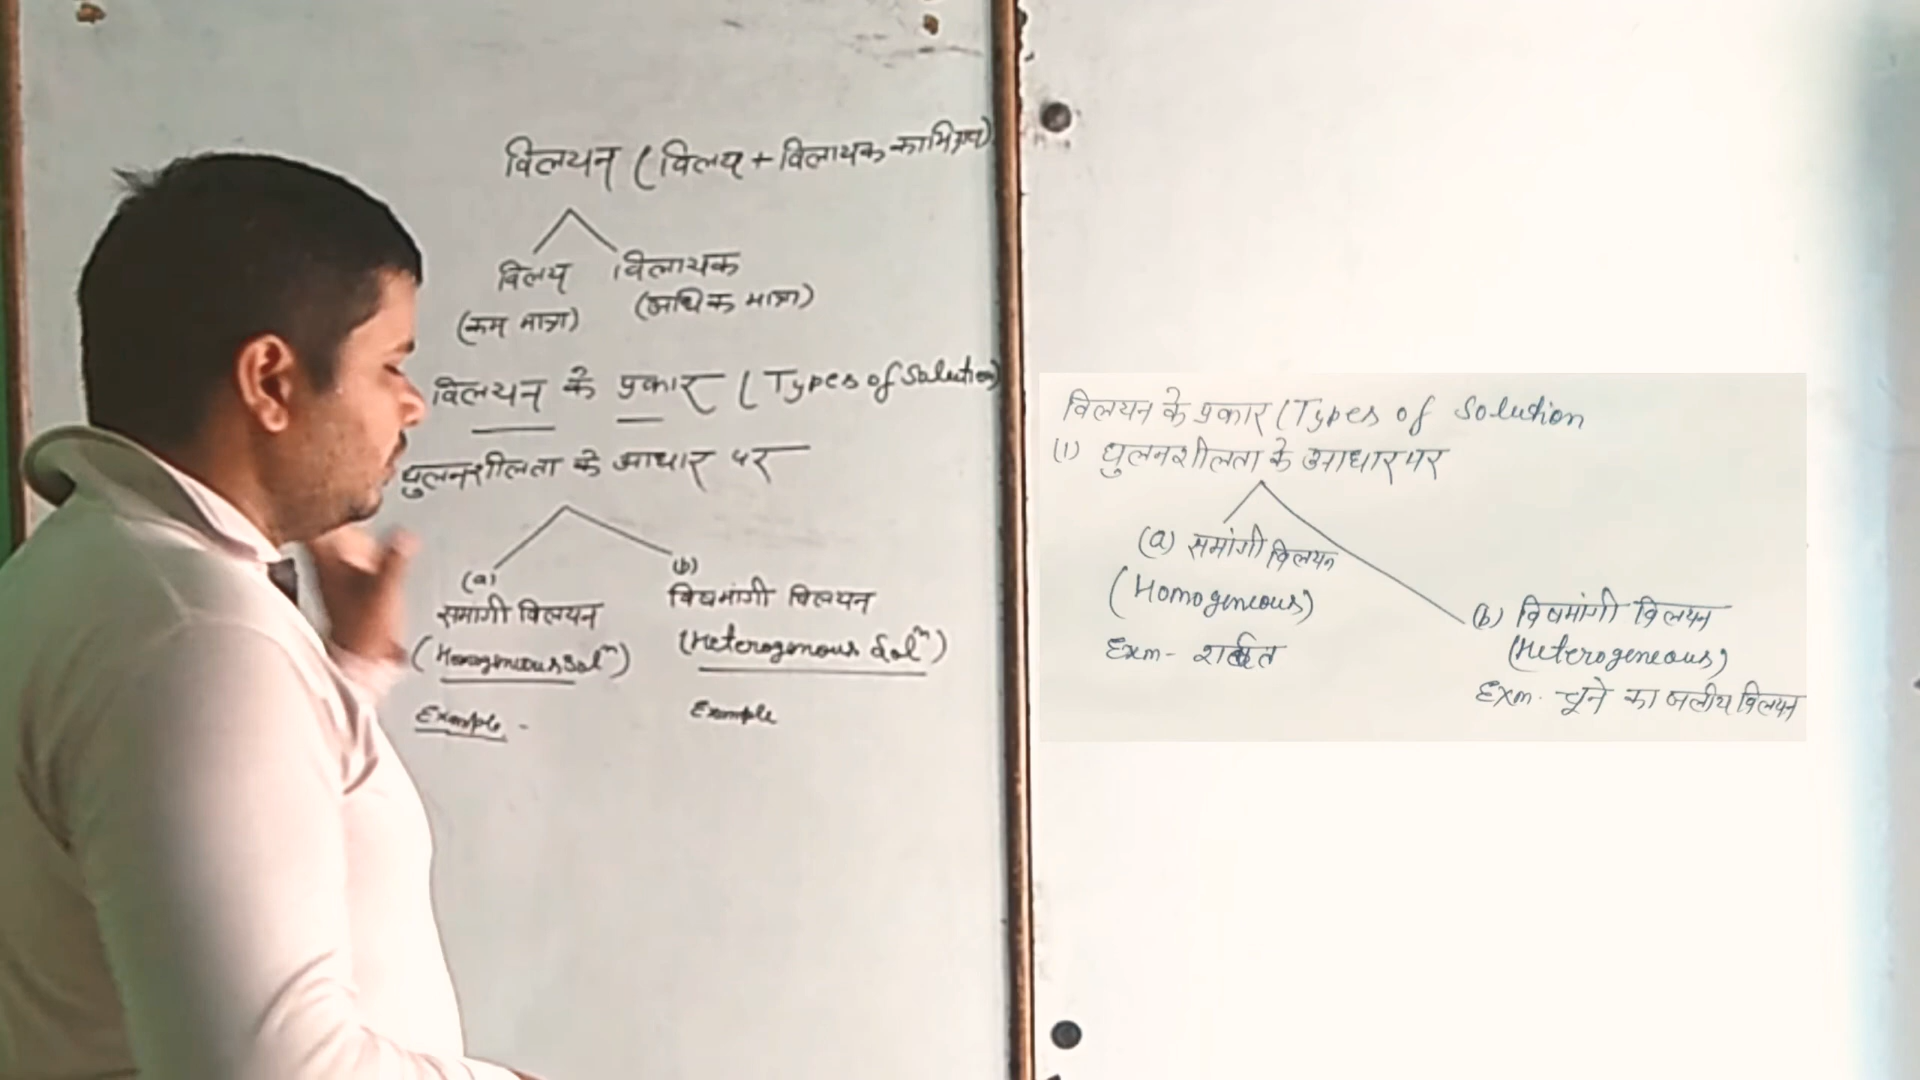 विलयन (विलय + विलायक का मिश्रण)
विलय विलायक
(कम मात्रा) (अधिक मात्रा)
विलयन के प्रकार (Types of Solution)
घुलनशीलता के आधार पर
(a) (b)
समांगी विलयन विषमांगी विलयन
(Homogeneous Solⁿ) (Heterogenous Solⁿ)
Example - Example
विलयन के प्रकार (Types of Solution
(1) घुलनशीलता के आधार पर
(a) समांगी विलयन
(Homogeneous)
Exm - शर्बत
(b) विषमांगी विलयन
(Heterogeneous)
Exm. चूने का जलीय विलयन